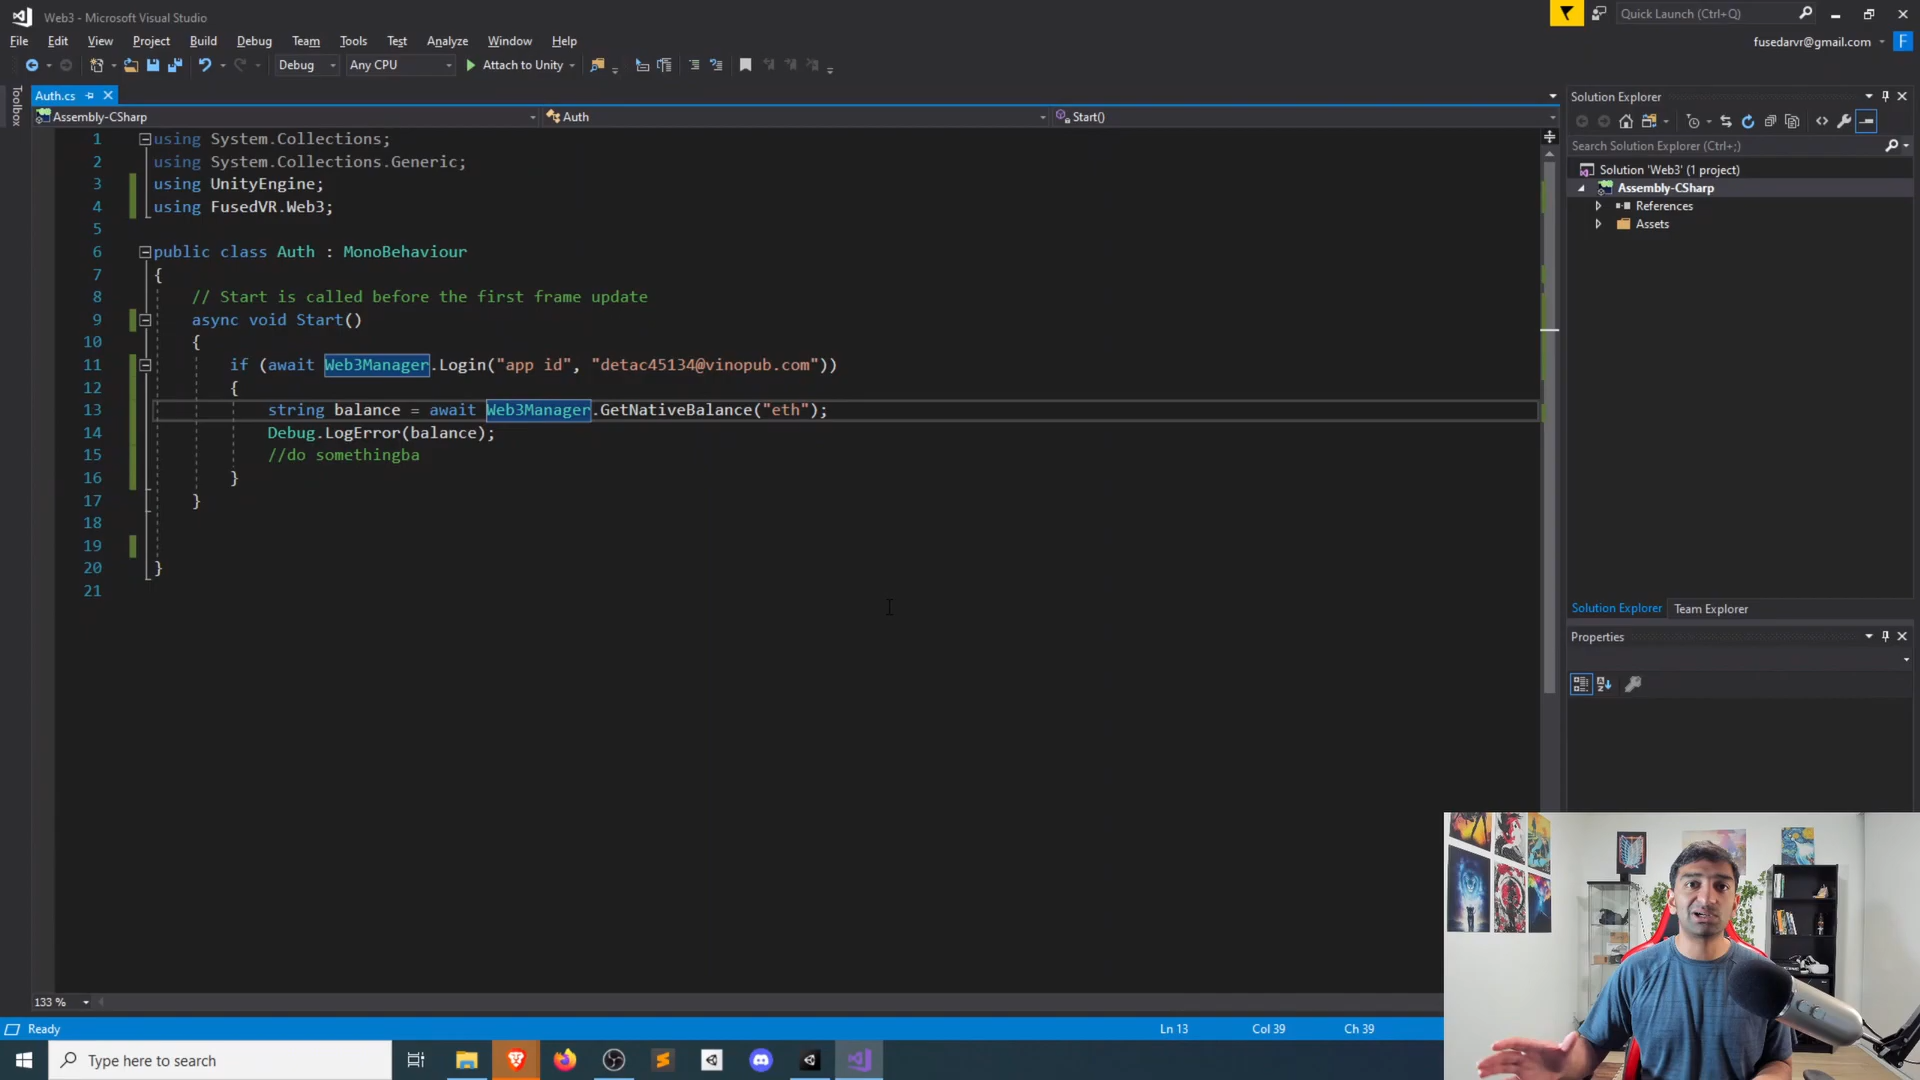 Web3 - Microsoft Visual Studio
Quick Launch (Ctrl+Q)
File Edit View Project Build Debug Team Tools Test Analyze Window Help
fusedarvr@gmail.com
F
Debug Any CPU Attach to Unity
Toolbox
Auth.cs
Assembly-CSharp Auth Start()
1 using System.Collections;
2 using System.Collections.Generic;
3 using UnityEngine;
4 using FusedVR.Web3;
5
6 public class Auth : MonoBehaviour
7 {
8 // Start is called before the first frame update
9 async void Start()
10 {
11 if (await Web3Manager.Login("app id", "detac45134@vinopub.com"))
12 {
13 string balance = await Web3Manager.GetNativeBalance("eth");
14 Debug.LogError(balance);
15 //do somethingba
16 }
17 }
18
19
20 }
21
133 %
Solution Explorer
Search Solution Explorer (Ctrl+;)
Solution 'Web3' (1 project)
Assembly-CSharp
References
Assets
Solution Explorer Team Explorer
Properties
Ready Ln 13 Col 39 Ch 39
Type here to search